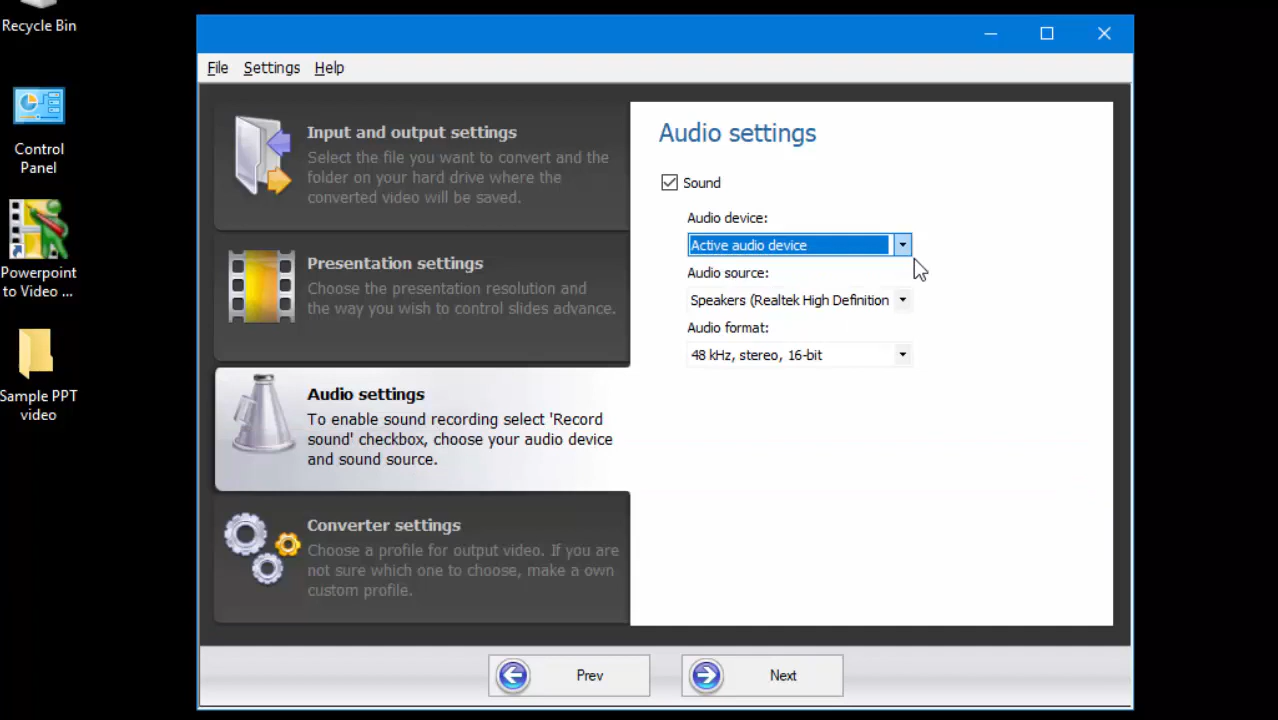 Recycle Bin
Control
Panel
Powerpoint
to Video ...
Sample PPT
video
File Settings Help
Input and output settings
Select the file you want to convert and the
folder on your hard drive where the
converted video will be saved.
Presentation settings
Choose the presentation resolution and
the way you wish to control slides advance.
Audio settings
To enable sound recording select 'Record
sound' checkbox, choose your audio device
and sound source.
Converter settings
Choose a profile for output video. If you are
not sure which one to choose, make a own
custom profile.
Audio settings
Sound
Audio device:
Active audio device
Audio source:
Speakers (Realtek High Definition
Audio format:
48 kHz, stereo, 16-bit
Prev
Next